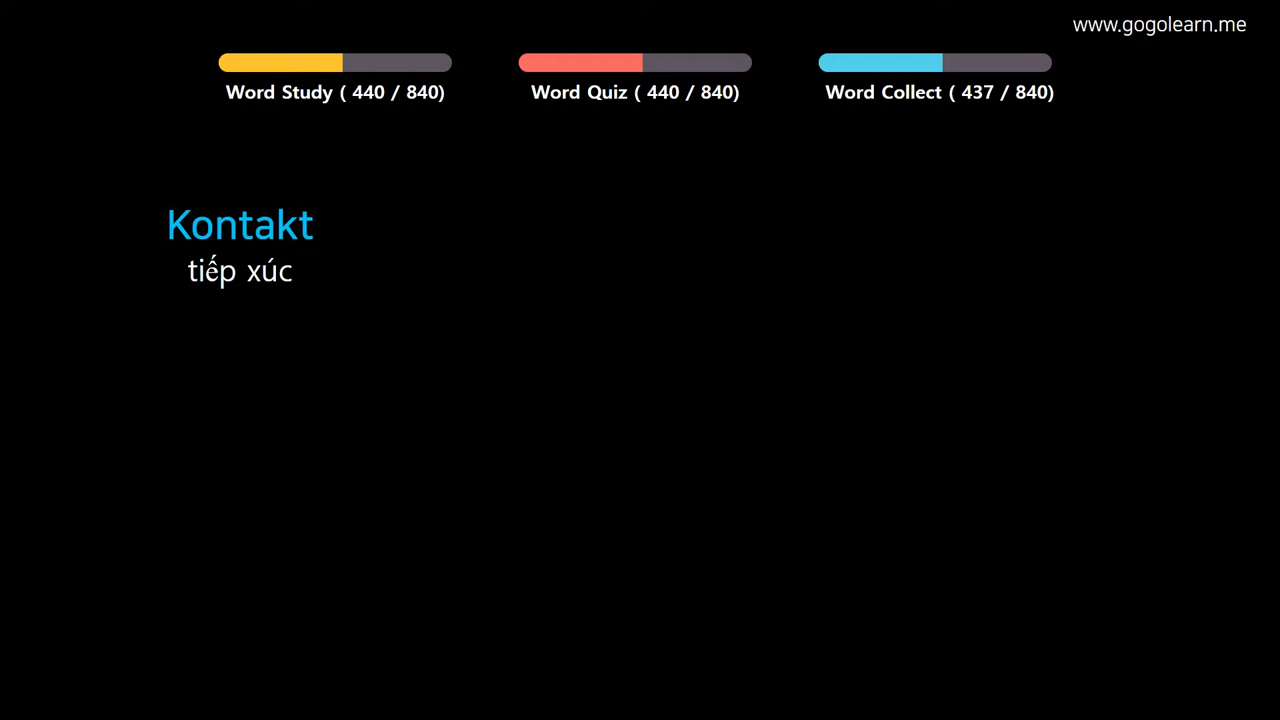 www.gogolearn.me
Word Study ( 440 / 840)
Word Quiz ( 440 / 840)
Word Collect ( 437 / 840)
Kontakt
tiếp xúc